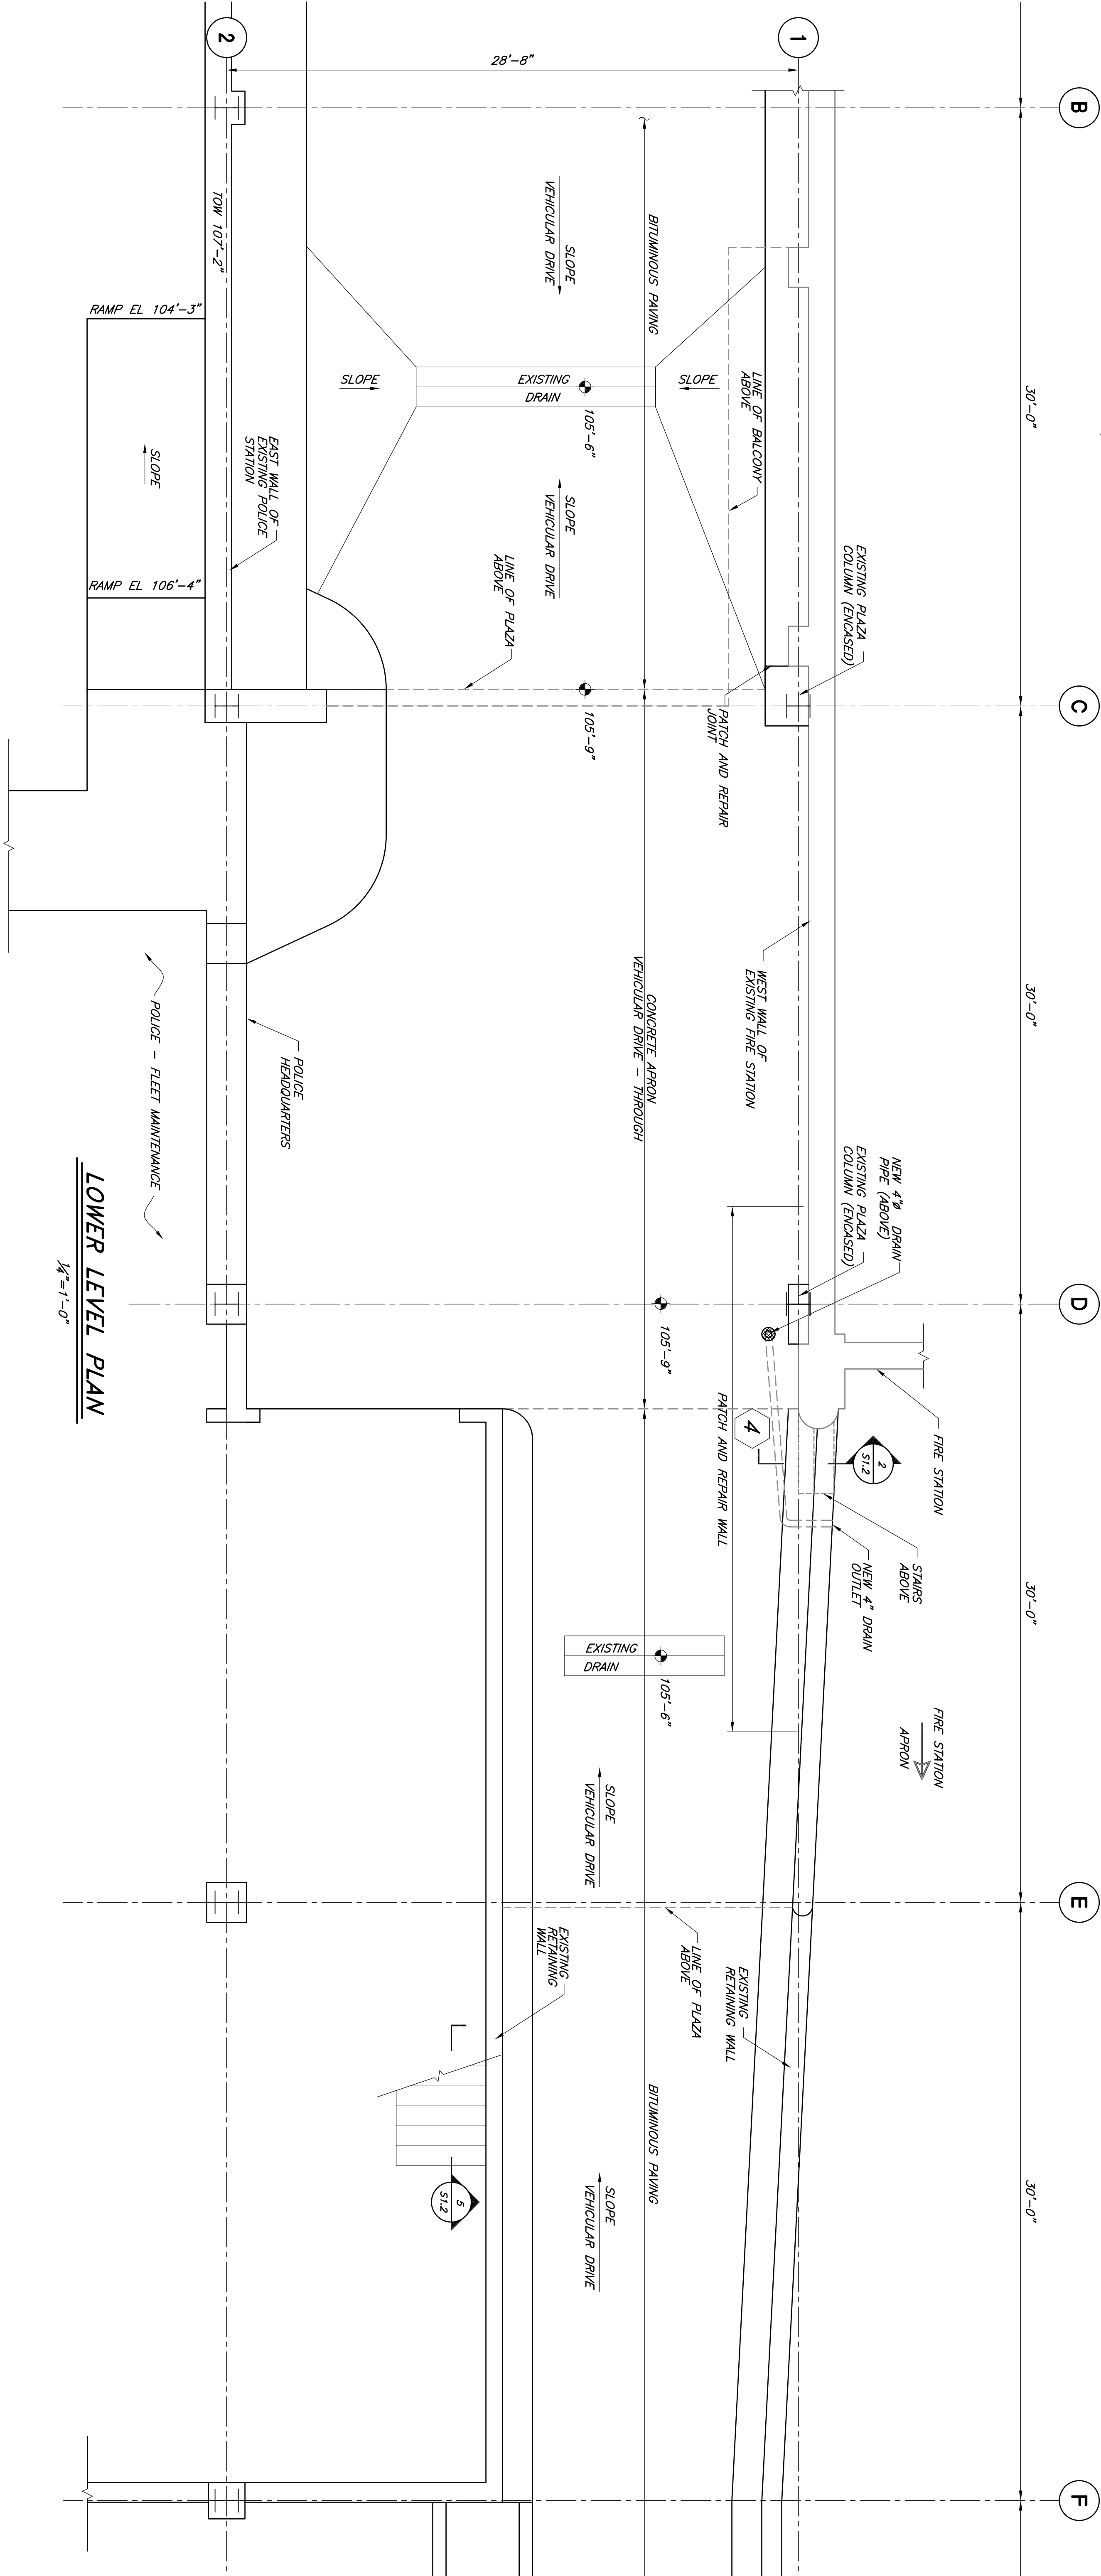 B
C
D
E
F
30'-0"
30'-0"
30'-0"
30'-0"
1
2
28'-8"
FIRE STATION
FIRE STATION
APRON
NEW 4"ø DRAIN
PIPE (ABOVE)
EXISTING PLAZA
COLUMN (ENCASED)
EXISTING PLAZA
COLUMN (ENCASED)
STAIRS
ABOVE
2
S1.2
NEW 4" DRAIN
OUTLET
LINE OF BALCONY
ABOVE
WEST WALL OF
EXISTING FIRE STATION
4
EXISTING
RETAINING WALL
PATCH AND REPAIR
JOINT
PATCH AND REPAIR WALL
LINE OF PLAZA
ABOVE
SLOPE
105'-9"
105'-6"
BITUMINOUS PAVING
CONCRETE APRON
VEHICULAR DRIVE - THROUGH
BITUMINOUS PAVING
EXISTING
DRAIN
SLOPE
VEHICULAR DRIVE
SLOPE
VEHICULAR DRIVE
105'-6"
105'-9"
EXISTING
DRAIN
SLOPE
VEHICULAR DRIVE
SLOPE
VEHICULAR DRIVE
LINE OF PLAZA
ABOVE
EXISTING
RETAINING
WALL
SLOPE
5
S1.2
POLICE
HEADQUARTERS
EAST WALL OF
EXISTING POLICE
STATION
TOW 107'-2"
RAMP EL 104'-3"
RAMP EL 106'-4"
SLOPE
POLICE - FLEET MAINTENANCE
LOWER LEVEL PLAN
1/4"=1'-0"